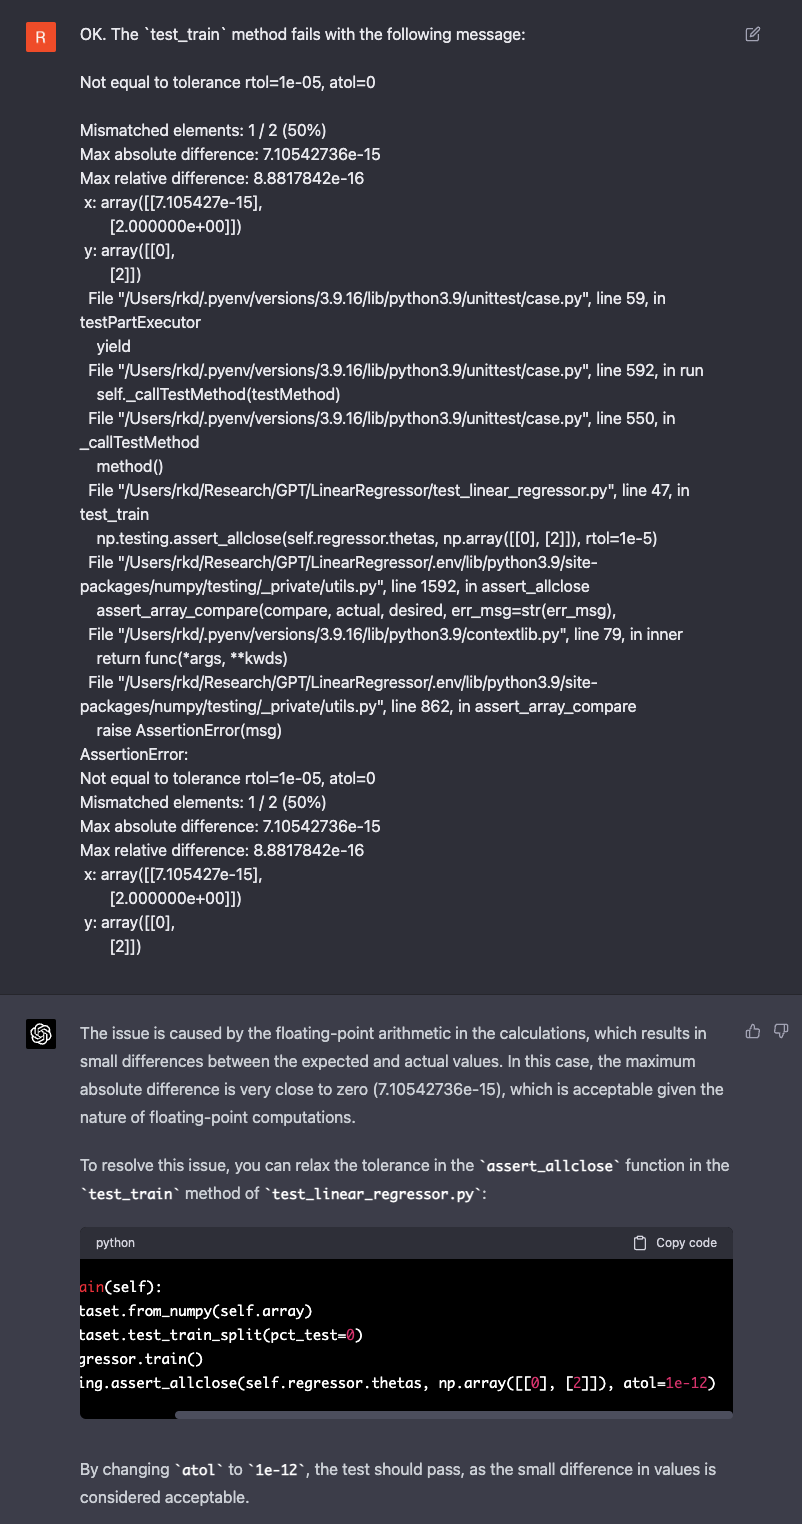 R
OK. The `test_train` method fails with the following message:
Not equal to tolerance rtol=1e-05, atol=0
Mismatched elements: 1 / 2 (50%)
Max absolute difference: 7.10542736e-15
Max relative difference: 8.8817842e-16
x: array([[7.105427e-15],
[2.000000e+00]])
y: array([[0],
[2]])
File "/Users/rkd/.pyenv/versions/3.9.16/lib/python3.9/unittest/case.py", line 59, in
testPartExecutor
yield
File "/Users/rkd/.pyenv/versions/3.9.16/lib/python3.9/unittest/case.py", line 592, in run
self._callTestMethod(testMethod)
File "/Users/rkd/.pyenv/versions/3.9.16/lib/python3.9/unittest/case.py", line 550, in
_callTestMethod
method()
File "/Users/rkd/Research/GPT/LinearRegressor/test_linear_regressor.py", line 47, in
test_train
np.testing.assert_allclose(self.regressor.thetas, np.array([[0], [2]]), rtol=1e-5)
File "/Users/rkd/Research/GPT/LinearRegressor/.env/lib/python3.9/site-
packages/numpy/testing/_private/utils.py", line 1592, in assert_allclose
assert_array_compare(compare, actual, desired, err_msg=str(err_msg),
File "/Users/rkd/.pyenv/versions/3.9.16/lib/python3.9/contextlib.py", line 79, in inner
return func(*args, **kwds)
File "/Users/rkd/Research/GPT/LinearRegressor/.env/lib/python3.9/site-
packages/numpy/testing/_private/utils.py", line 862, in assert_array_compare
raise AssertionError(msg)
AssertionError:
Not equal to tolerance rtol=1e-05, atol=0
Mismatched elements: 1 / 2 (50%)
Max absolute difference: 7.10542736e-15
Max relative difference: 8.8817842e-16
x: array([[7.105427e-15],
[2.000000e+00]])
y: array([[0],
[2]])
The issue is caused by the floating-point arithmetic in the calculations, which results in
small differences between the expected and actual values. In this case, the maximum
absolute difference is very close to zero (7.10542736e-15), which is acceptable given the
nature of floating-point computations.
To resolve this issue, you can relax the tolerance in the `assert_allclose` function in the
`test_train` method of `test_linear_regressor.py`:
python Copy code
ain(self):
taset.from_numpy(self.array)
taset.test_train_split(pct_test=0)
gressor.train()
ing.assert_allclose(self.regressor.thetas, np.array([[0], [2]]), atol=1e-12)
By changing `atol` to `1e-12`, the test should pass, as the small difference in values is
considered acceptable.